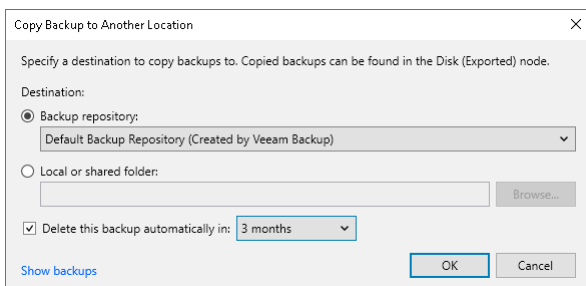 Copy Backup to Another Location
Specify a destination to copy backups to. Copied backups can be found in the Disk (Exported) node.
Destination:
Backup repository:
Default Backup Repository (Created by Veeam Backup)
Local or shared folder:
Browse...
Delete this backup automatically in: 3 months
Show backups OK Cancel